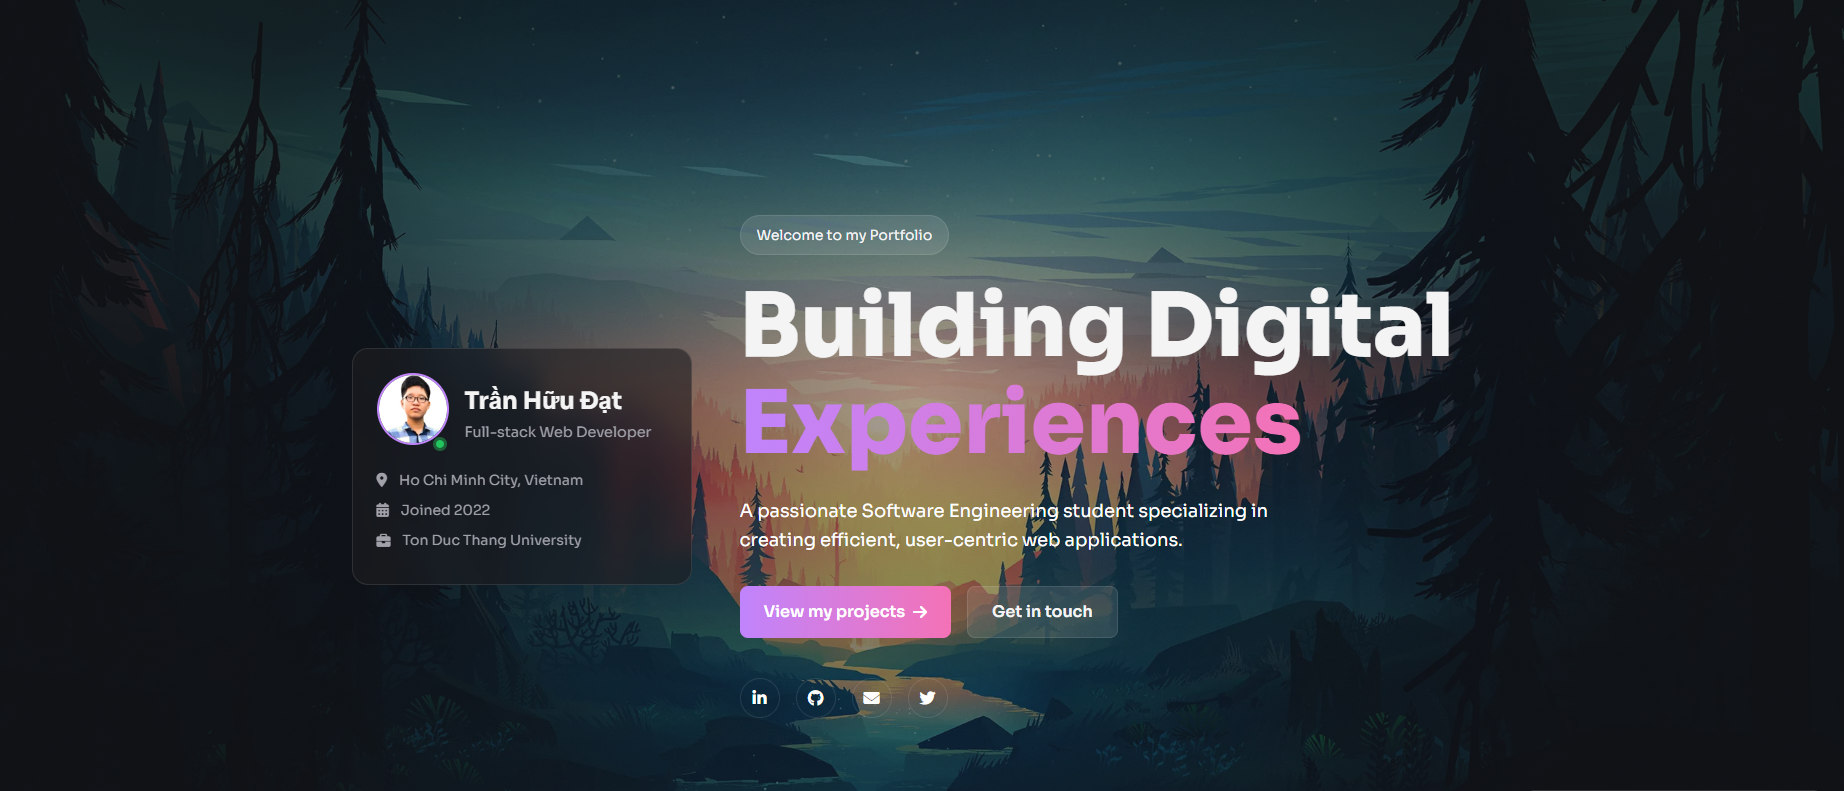 Welcome to my Portfolio
Building Digital
Experiences
A passionate Software Engineering student specializing in
creating efficient, user-centric web applications.
View my projects →
Get in touch
Trần Hữu Đạt
Full-stack Web Developer
Ho Chi Minh City, Vietnam
Joined 2022
Ton Duc Thang University
in